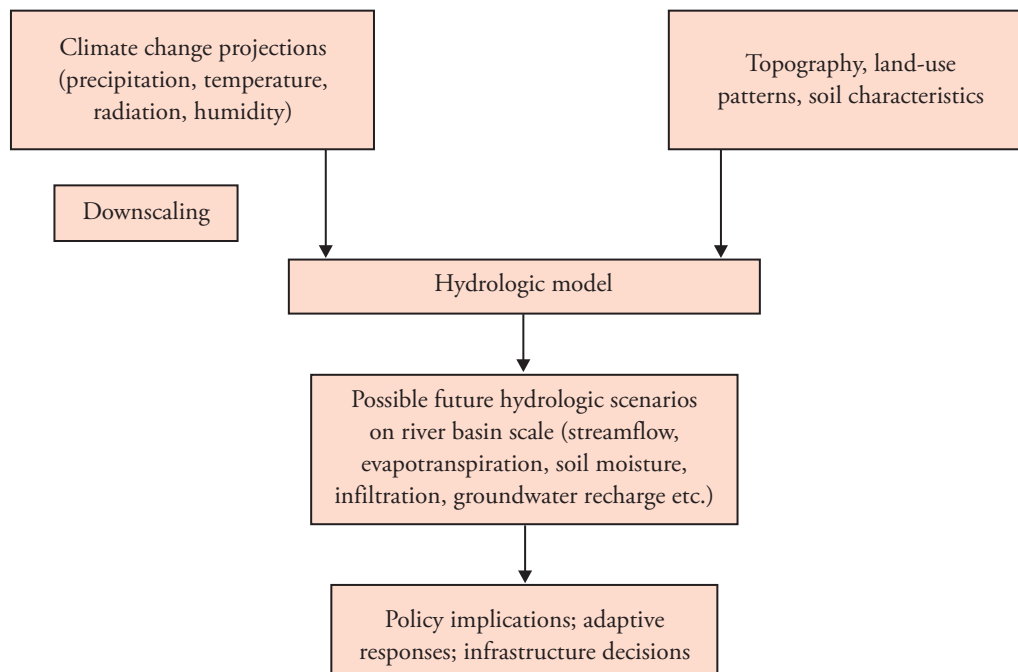 Climate change projections
(precipitation, temperature,
radiation, humidity)
Topography, land-use
patterns, soil characteristics
Downscaling
Hydrologic model
Possible future hydrologic scenarios
on river basin scale (streamflow,
evapotranspiration, soil moisture,
infiltration, groundwater recharge etc.)
Policy implications; adaptive
responses; infrastructure decisions